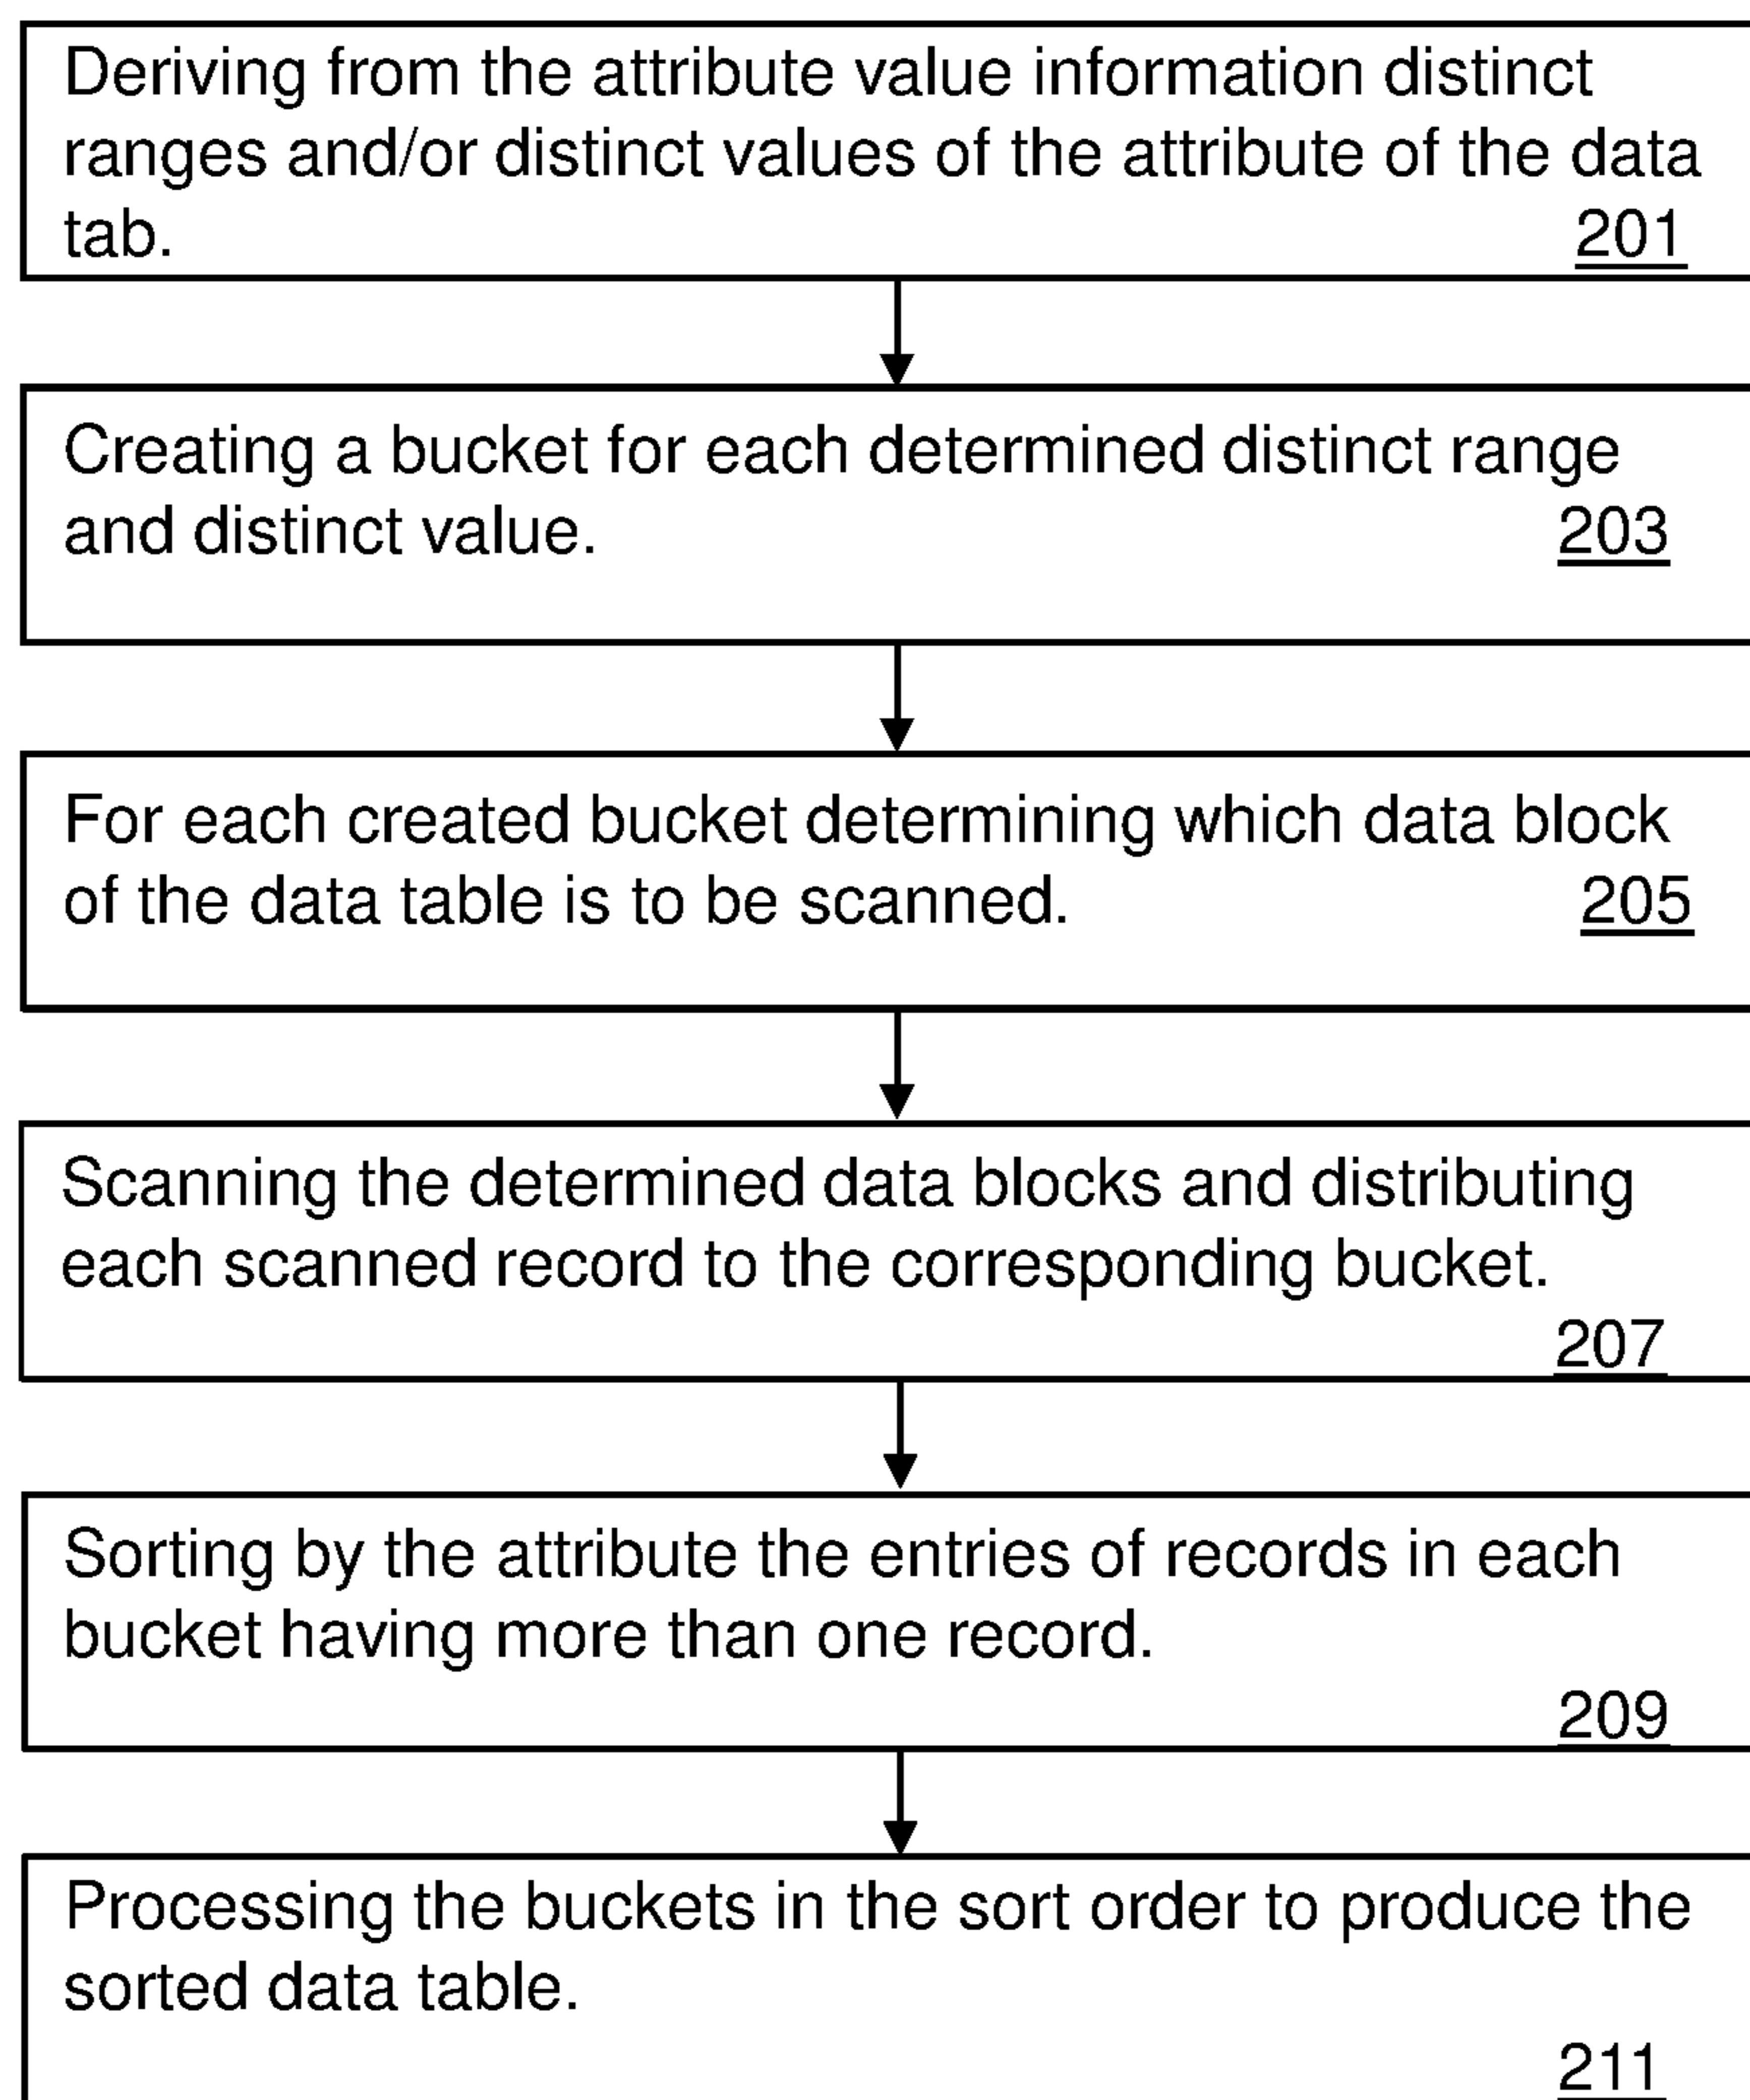 Deriving from the attribute value information distinct
ranges and/or distinct values of the attribute of the data
tab. 201
Creating a bucket for each determined distinct range
and distinct value. 203
For each created bucket determining which data block
of the data table is to be scanned. 205
Scanning the determined data blocks and distributing
each scanned record to the corresponding bucket.
207
Sorting by the attribute the entries of records in each
bucket having more than one record.
209
Processing the buckets in the sort order to produce the
sorted data table.
211